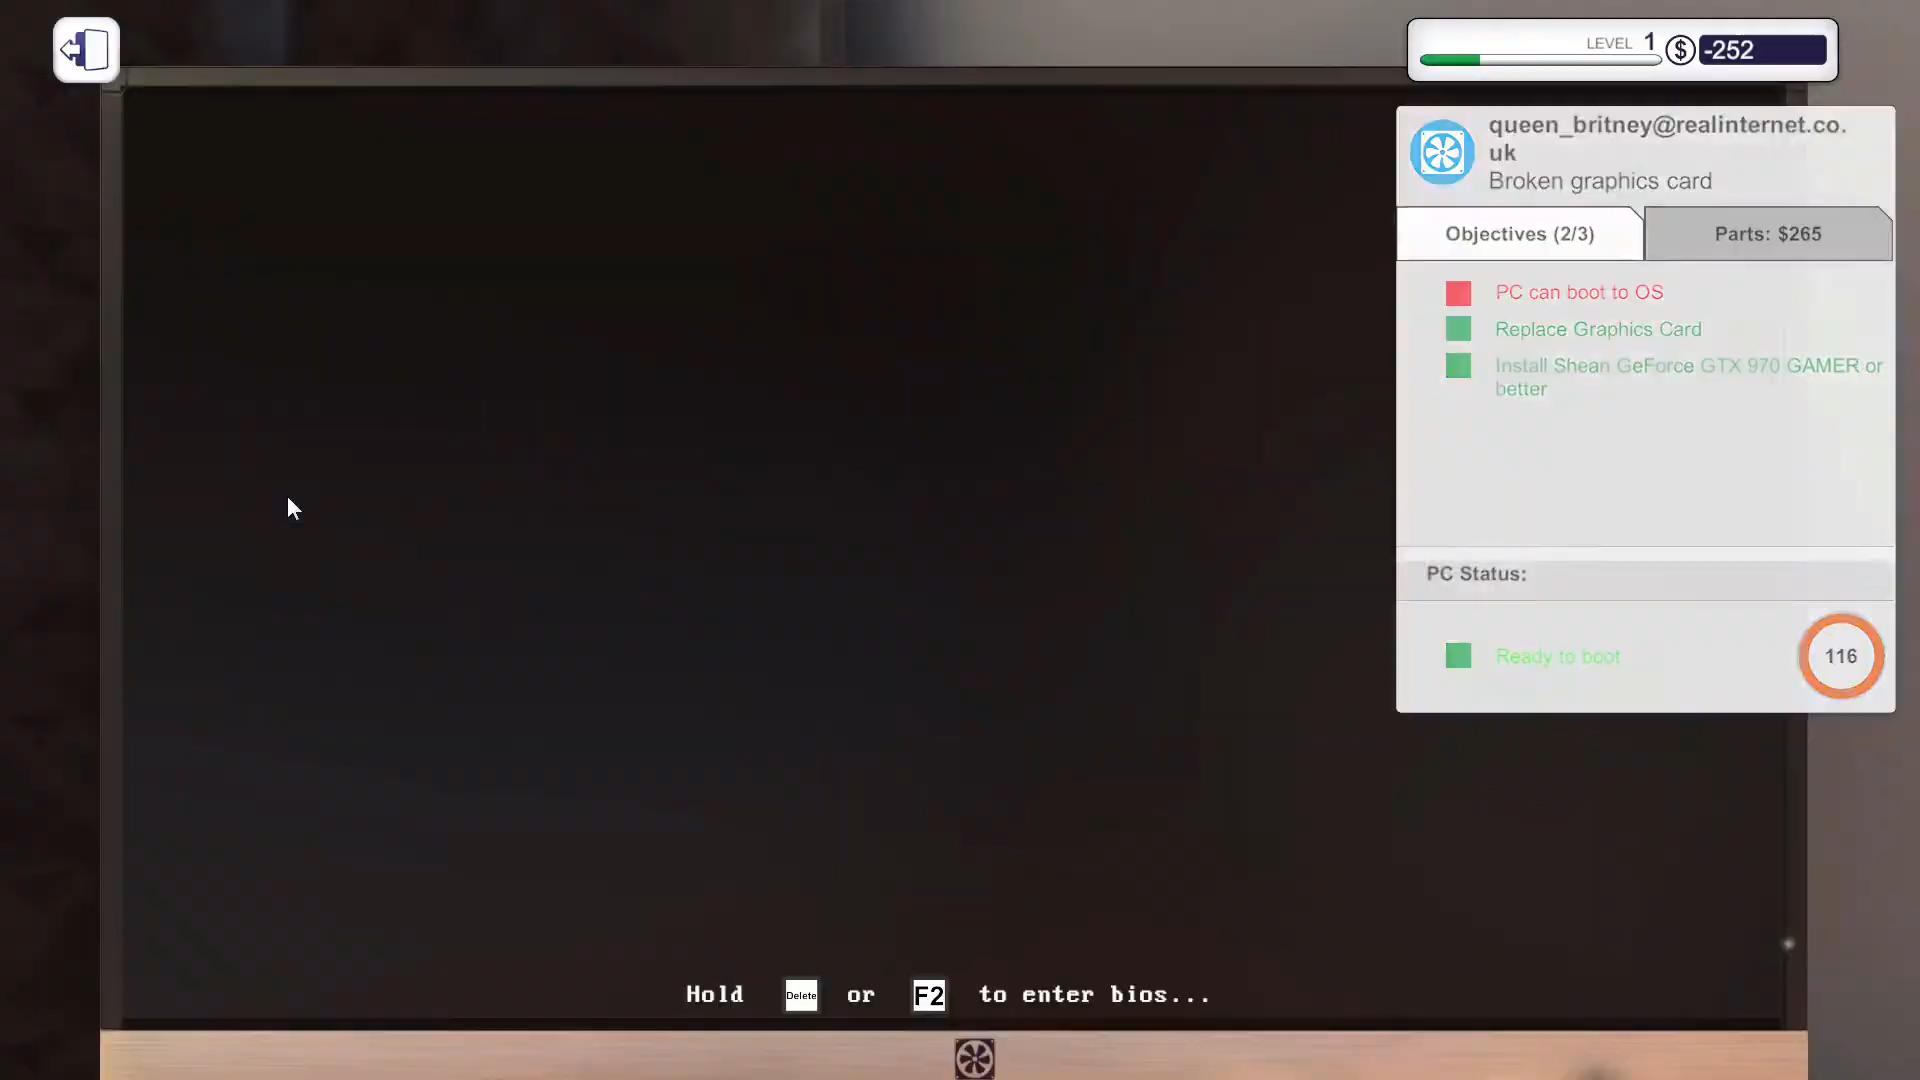 LEVEL 1
$ -252
queen_britney@realinternet.co.
uk
Broken graphics card
Objectives (2/3)
Parts: $265
PC can boot to OS
Replace Graphics Card
Install Shean GeForce GTX 970 GAMER or
better
PC Status:
Ready to boot
116
Hold Delete or F2 to enter bios...